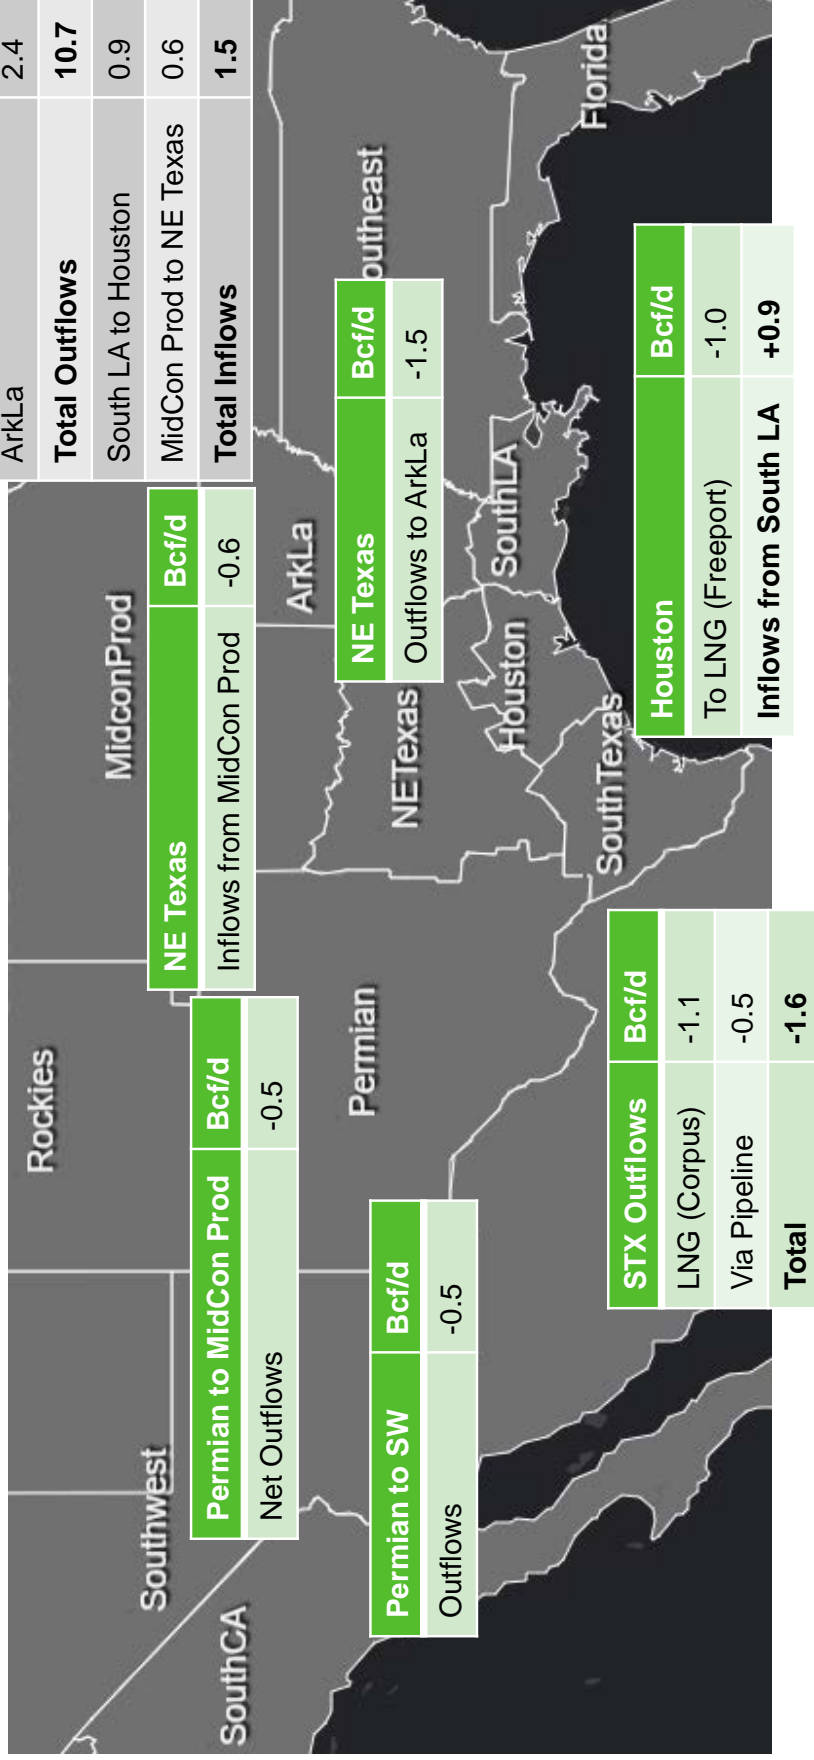 ArkLa 2.4
Total Outflows 10.7
South LA to Houston 0.9
MidCon Prod to NE Texas 0.6
Total Inflows 1.5
Rockies
MidconProd
Southwest
SouthCA
ArkLa
outheast
Florida
Permian
NETexas
Houston
SouthLA
SouthTexas
NE Texas Bcf/d
Inflows from MidCon Prod -0.6
Permian to MidCon Prod Bcf/d
Net Outflows -0.5
NE Texas Bcf/d
Outflows to ArkLa -1.5
Permian to SW Bcf/d
Outflows -0.5
STX Outflows Bcf/d
LNG (Corpus) -1.1
Via Pipeline -0.5
Total -1.6
Houston Bcf/d
To LNG (Freeport) -1.0
Inflows from South LA +0.9